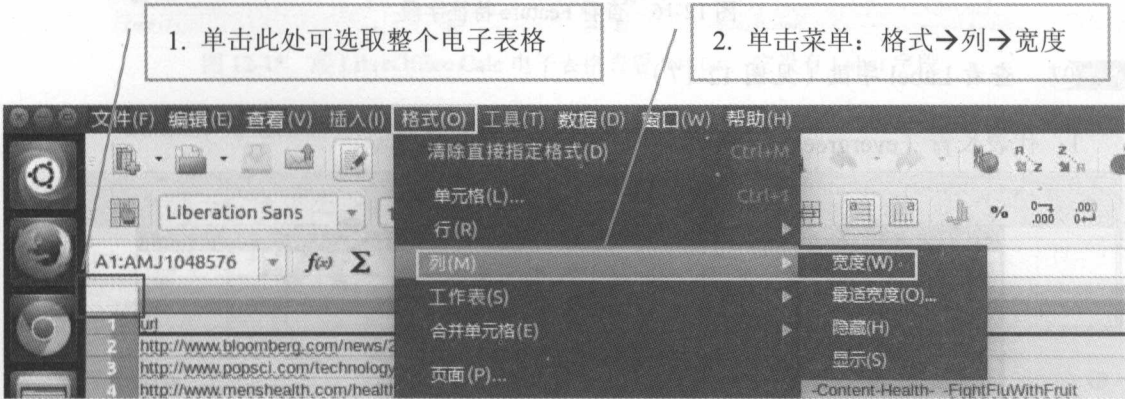 1. 单击此处可选取整个电子表格
2. 单击菜单：格式→列→宽度
文件(F) 编辑(E) 查看(V) 插入(I) 格式(O) 工具(T) 数据(D) 窗口(W) 帮助(H)
清除直接指定格式(D) Ctrl+M
单元格(L)... Ctrl+1
Liberation Sans
行(R)
A1:AMJ1048576 f(x) Σ
列(M)
宽度(W)
工作表(S)
最适宽度(O)...
合并单元格(E)
隐藏(H)
页面(P)...
显示(S)
1 url
2 http://www.bloomberg.com/news/2
3 http://www.popsci.com/technology
4 http://www.menshealth.com/health
-Content-Health- -FightFluWithFruit